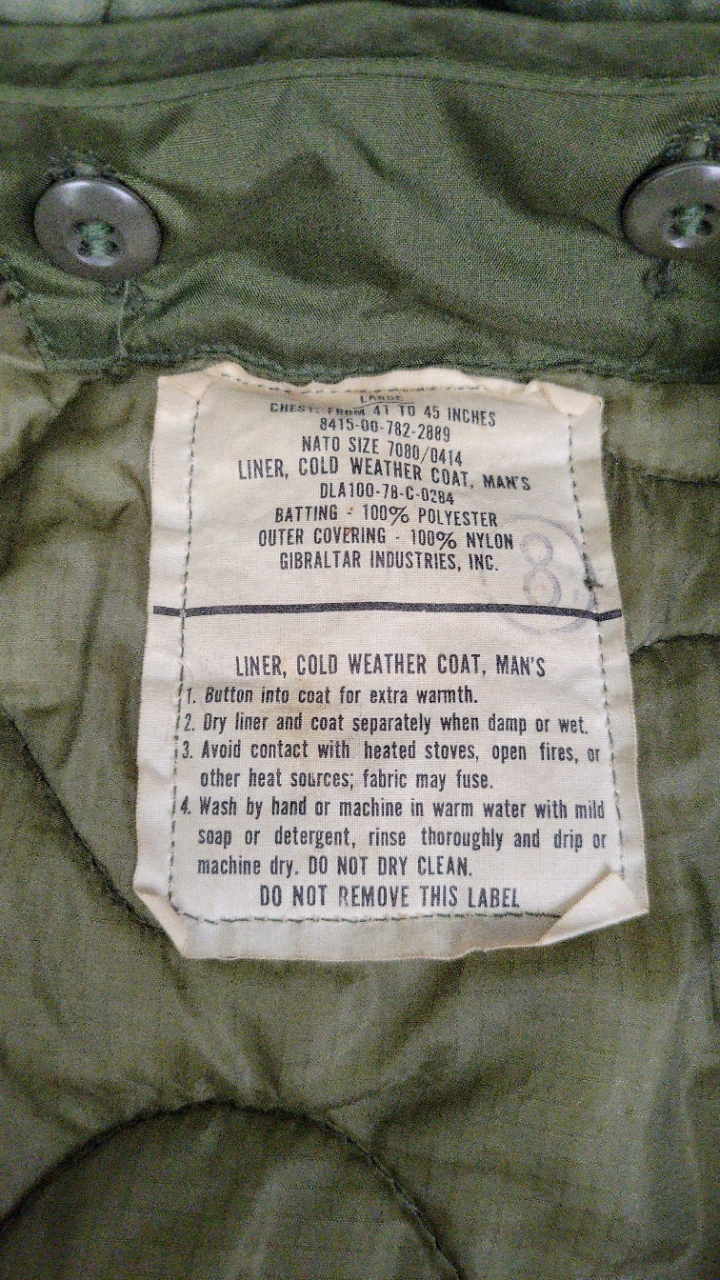 LARGE
CHEST: FROM 41 TO 45 INCHES
8415-00-782-2889
NATO SIZE 7080/0414
LINER, COLD WEATHER COAT, MAN'S
DLA100-78-C-0284
BATTING - 100% POLYESTER
OUTER COVERING - 100% NYLON
GIBRALTAR INDUSTRIES, INC.
8
LINER, COLD WEATHER COAT, MAN'S
1. Button into coat for extra warmth.
2. Dry liner and coat separately when damp or wet.
3. Avoid contact with heated stoves, open fires, or
other heat sources; fabric may fuse.
4. Wash by hand or machine in warm water with mild
soap or detergent, rinse thoroughly and drip or
machine dry. DO NOT DRY CLEAN.
DO NOT REMOVE THIS LABEL